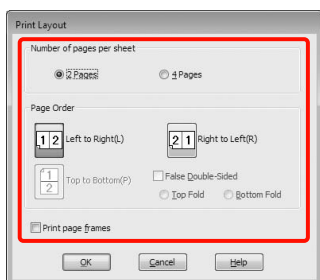 Print Layout
Number of pages per sheet
2 Pages 4 Pages
Page Order
1 2 Left to Right(L) 2 1 Right to Left(R)
1 2 Top to Bottom(P) False Double-Sided
Top Fold Bottom Fold
Print page frames
OK Cancel Help